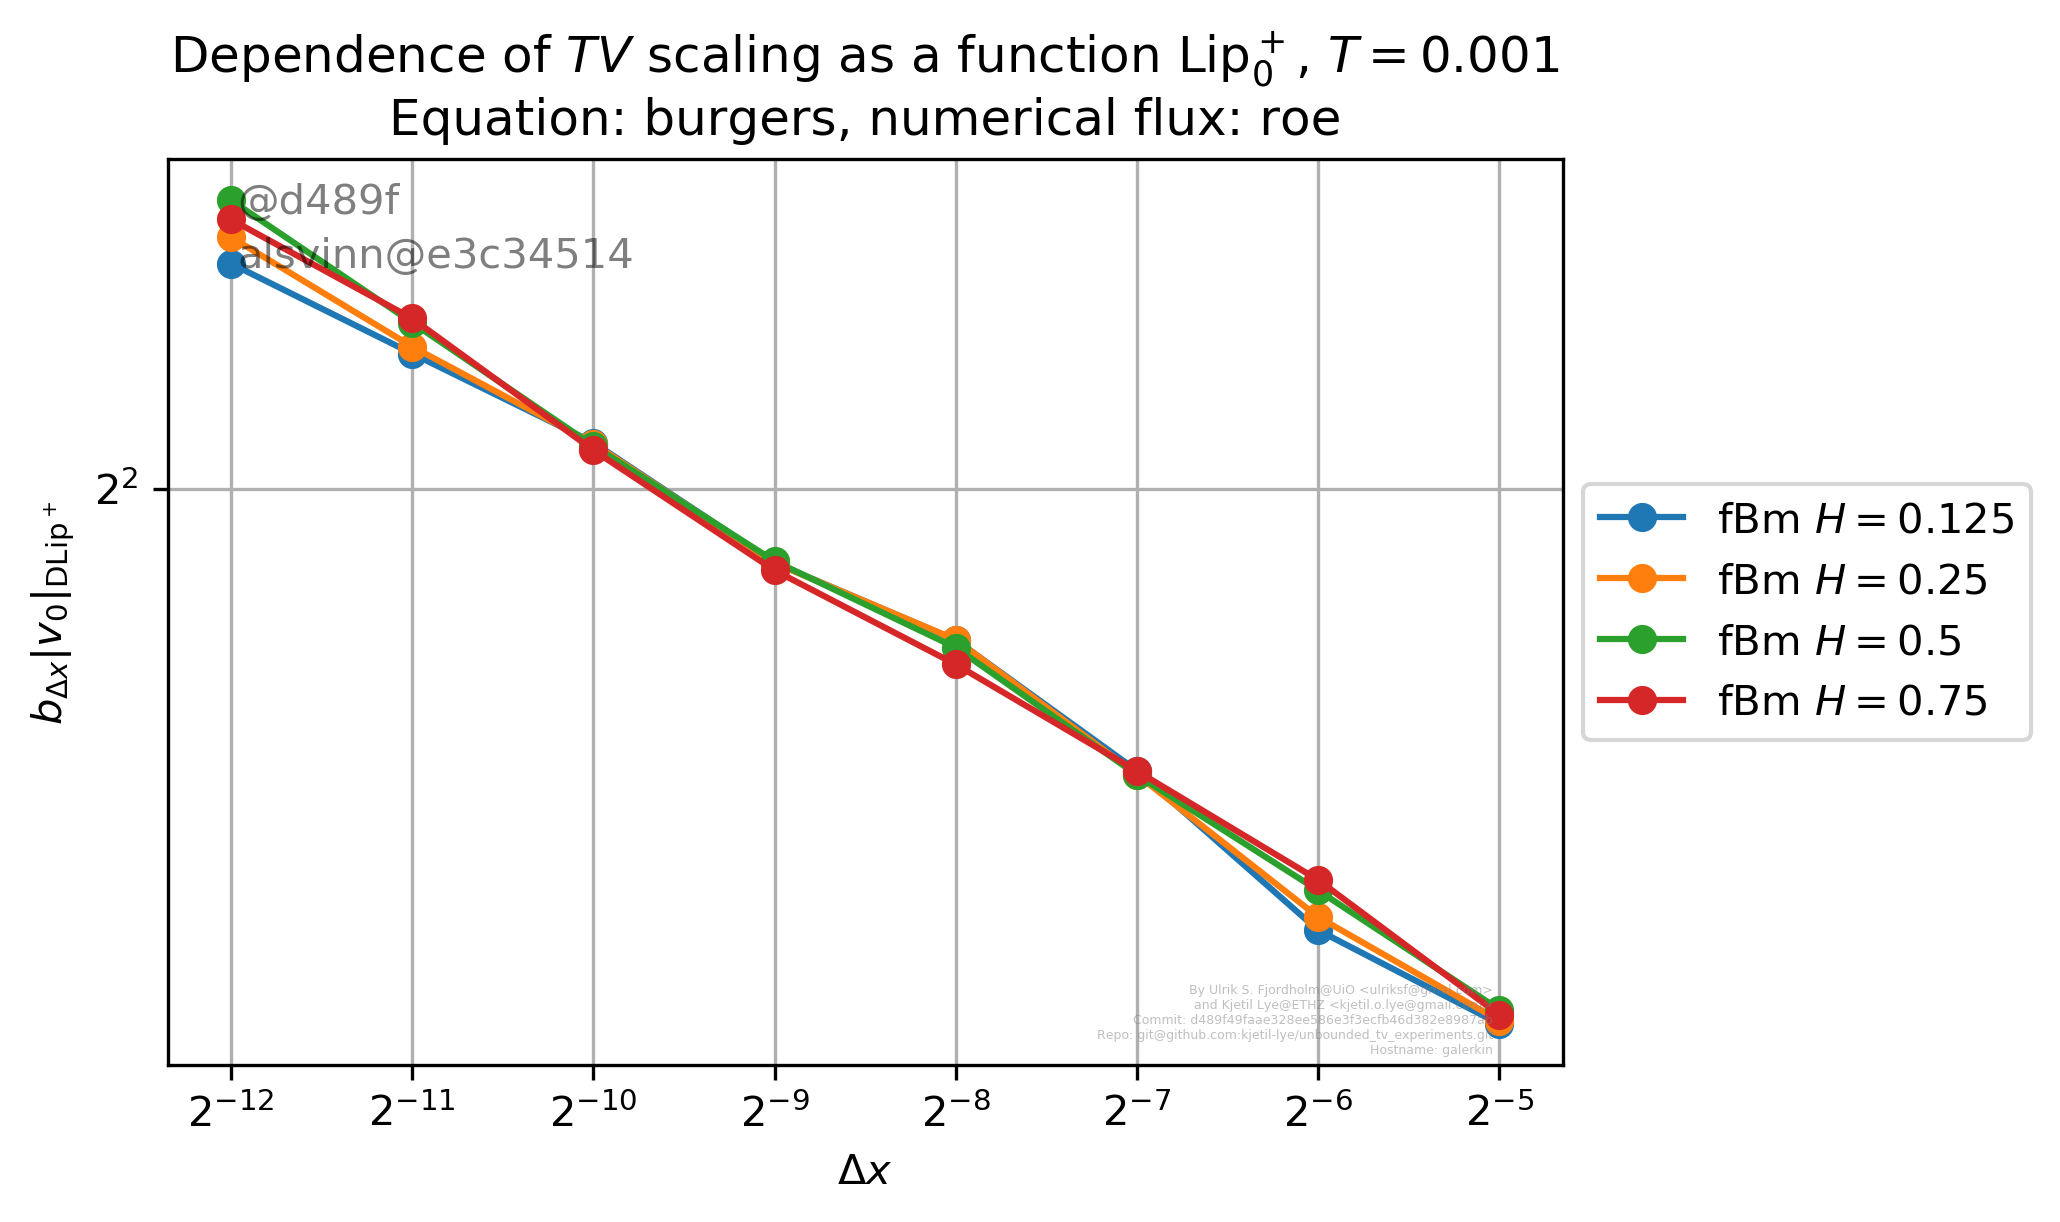 Dependence of TV scaling as a function Lip₀⁺, T = 0.001
Equation: burgers, numerical flux: roe
@d489f
alsvinn@e3c34514
2²
b_Δx|v₀|_DLip⁺
fBm H = 0.125
fBm H = 0.25
fBm H = 0.5
fBm H = 0.75
By Ulrik S. Fjordholm@UiO
and Kjetil Lye@ETHZ
Commit:
Repo: git@github.com:kjetil-lye/unbounded_tv_experiments.git
Hostname: galerkin
2⁻¹² 2⁻¹¹ 2⁻¹⁰ 2⁻⁹ 2⁻⁸ 2⁻⁷ 2⁻⁶ 2⁻⁵
Δx